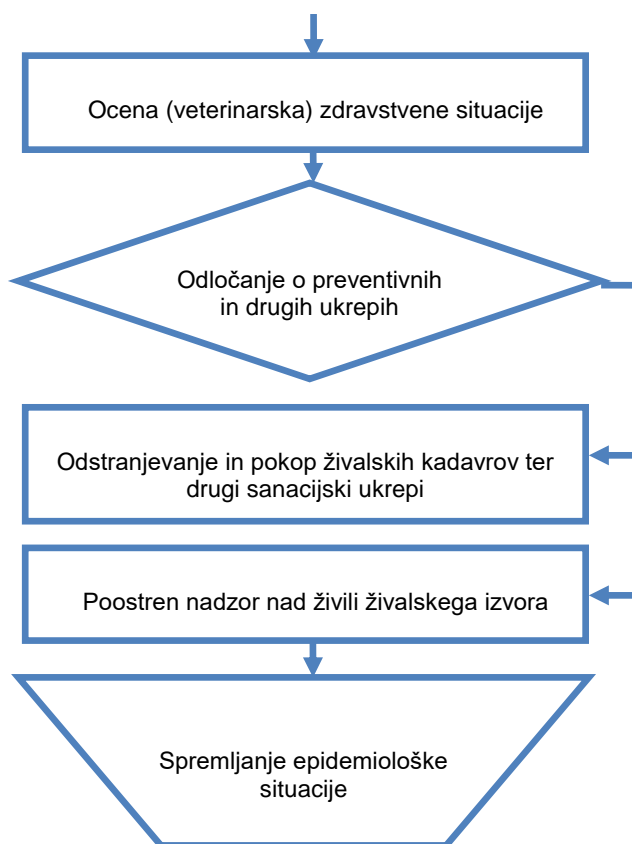 Ocena (veterinarska) zdravstvene situacije
Odločanje o preventivnih
in drugih ukrepih
Odstranjevanje in pokop živalskih kadavrov ter
drugi sanacijski ukrepi
Poostren nadzor nad živili živalskega izvora
Spremljanje epidemiološke
situacije